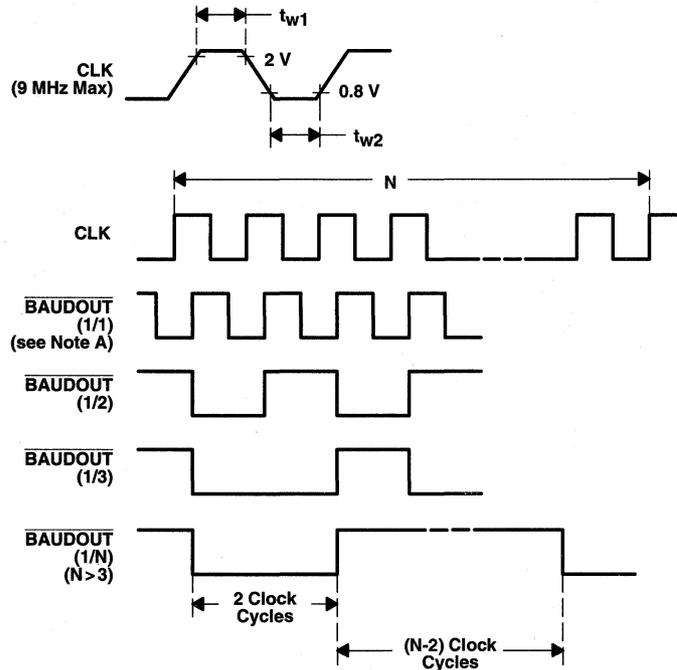 tw1
CLK
(9 MHz Max)
2 V
0.8 V
tw2
N
CLK
BAUDOUT
(1/1)
(see Note A)
BAUDOUT
(1/2)
BAUDOUT
(1/3)
BAUDOUT
(1/N)
(N>3)
2 Clock
Cycles
(N-2) Clock
Cycles